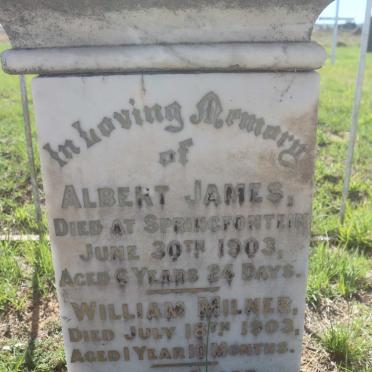 In Loving Memory
of
ALBERT JAMES,
DIED AT SPRINGFONTEIN
JUNE 30TH 1903,
AGED 6 YEARS 24 DAYS.
WILLIAM MILNER,
DIED JULY 18TH 1903,
AGED 1 YEAR MONTHS.